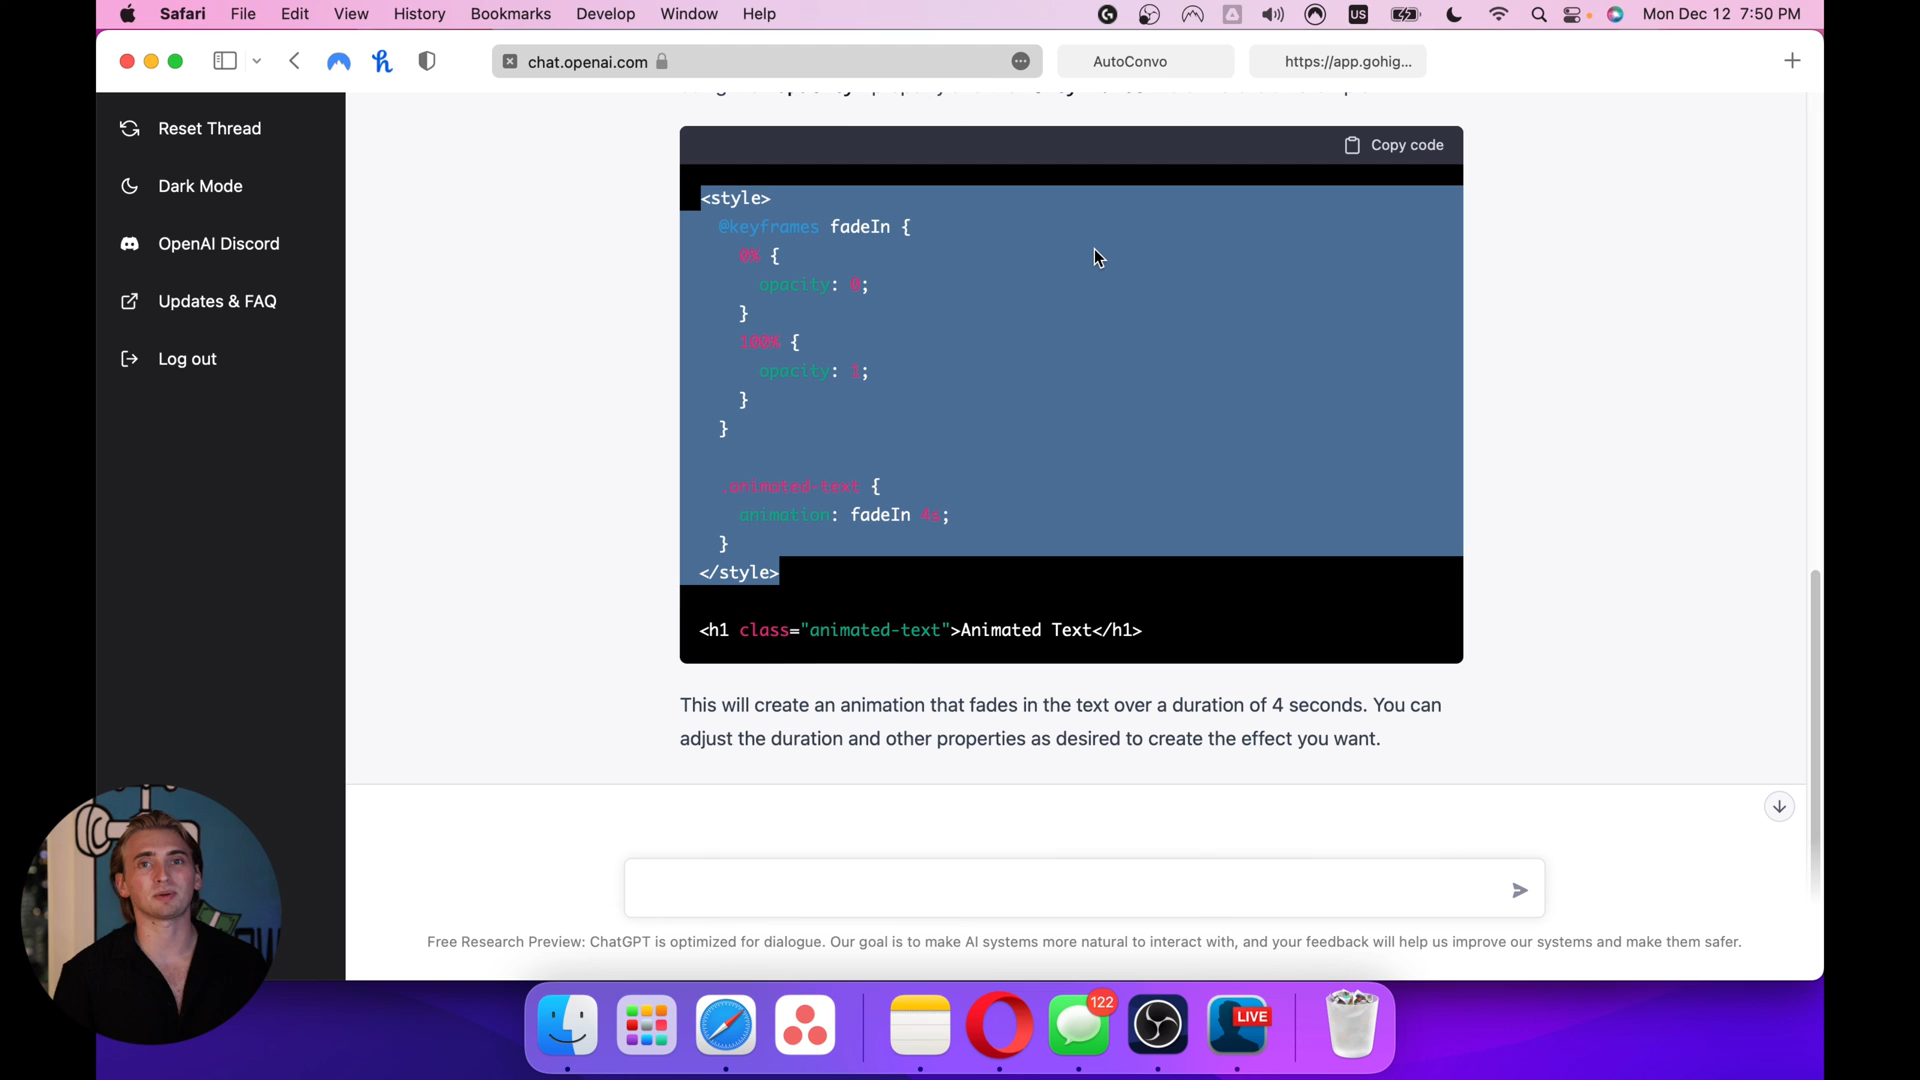 Safari File Edit View History Bookmarks Develop Window Help US Mon Dec 12 7:50 PM
chat.openai.com AutoConvo https://app.gohig...
Reset Thread
Dark Mode
OpenAI Discord
Updates & FAQ
Log out
Copy code
<style>
@keyframes fadeIn {
0% {
opacity: 0;
}
100% {
opacity: 1;
}
}
.animated-text {
animation: fadeIn 4s;
}
</style>
<h1 class="animated-text">Animated Text</h1>
This will create an animation that fades in the text over a duration of 4 seconds. You can
adjust the duration and other properties as desired to create the effect you want.
Free Research Preview: ChatGPT is optimized for dialogue. Our goal is to make AI systems more natural to interact with, and your feedback will help us improve our systems and make them safer.
122
LIVE